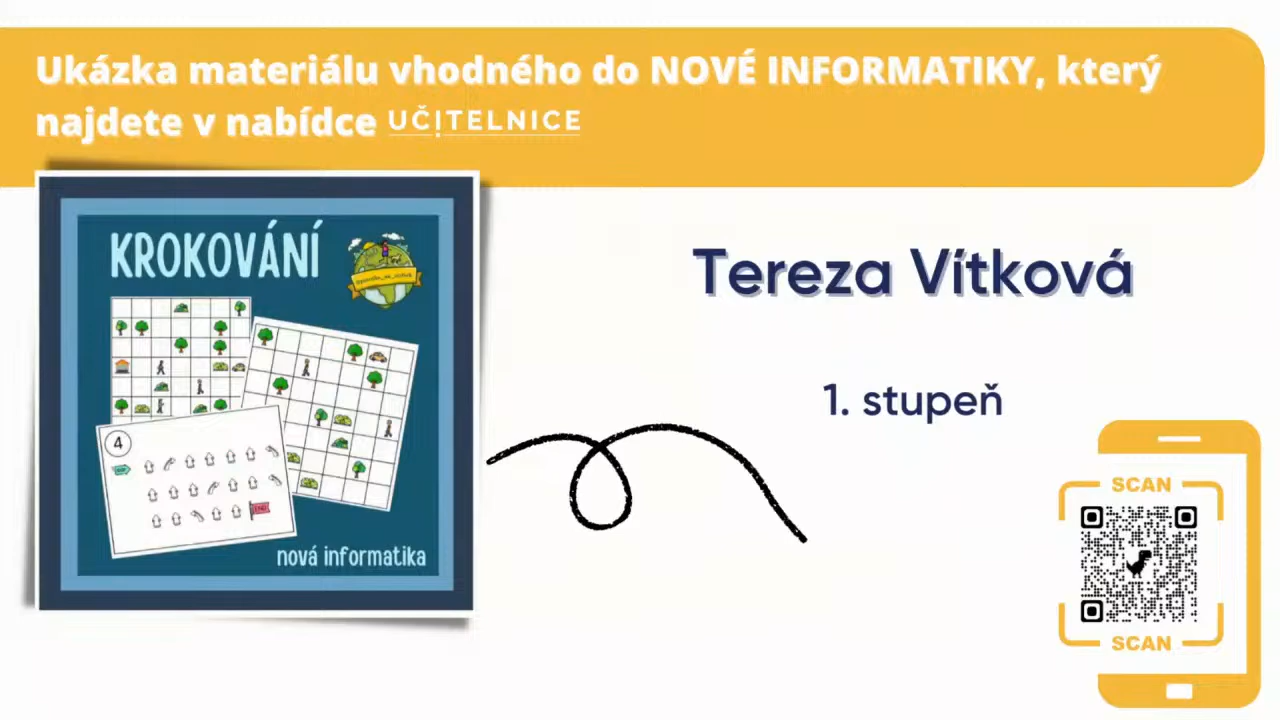 Ukázka materiálu vhodného do NOVÉ INFORMATIKY, který
najdete v nabídce UČITELNICE
KROKOVÁNÍ
4
END
nová informatika
Tereza Vítková
1. stupeň
SCAN
SCAN